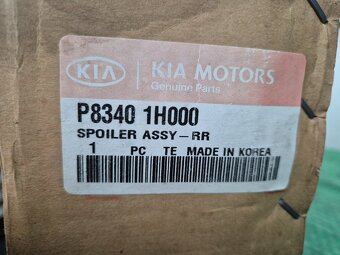 KIA KIA MOTORS
Genuine Parts
P8340 1H000
SPOILER ASSY-RR
1 PC TE MADE IN KOREA